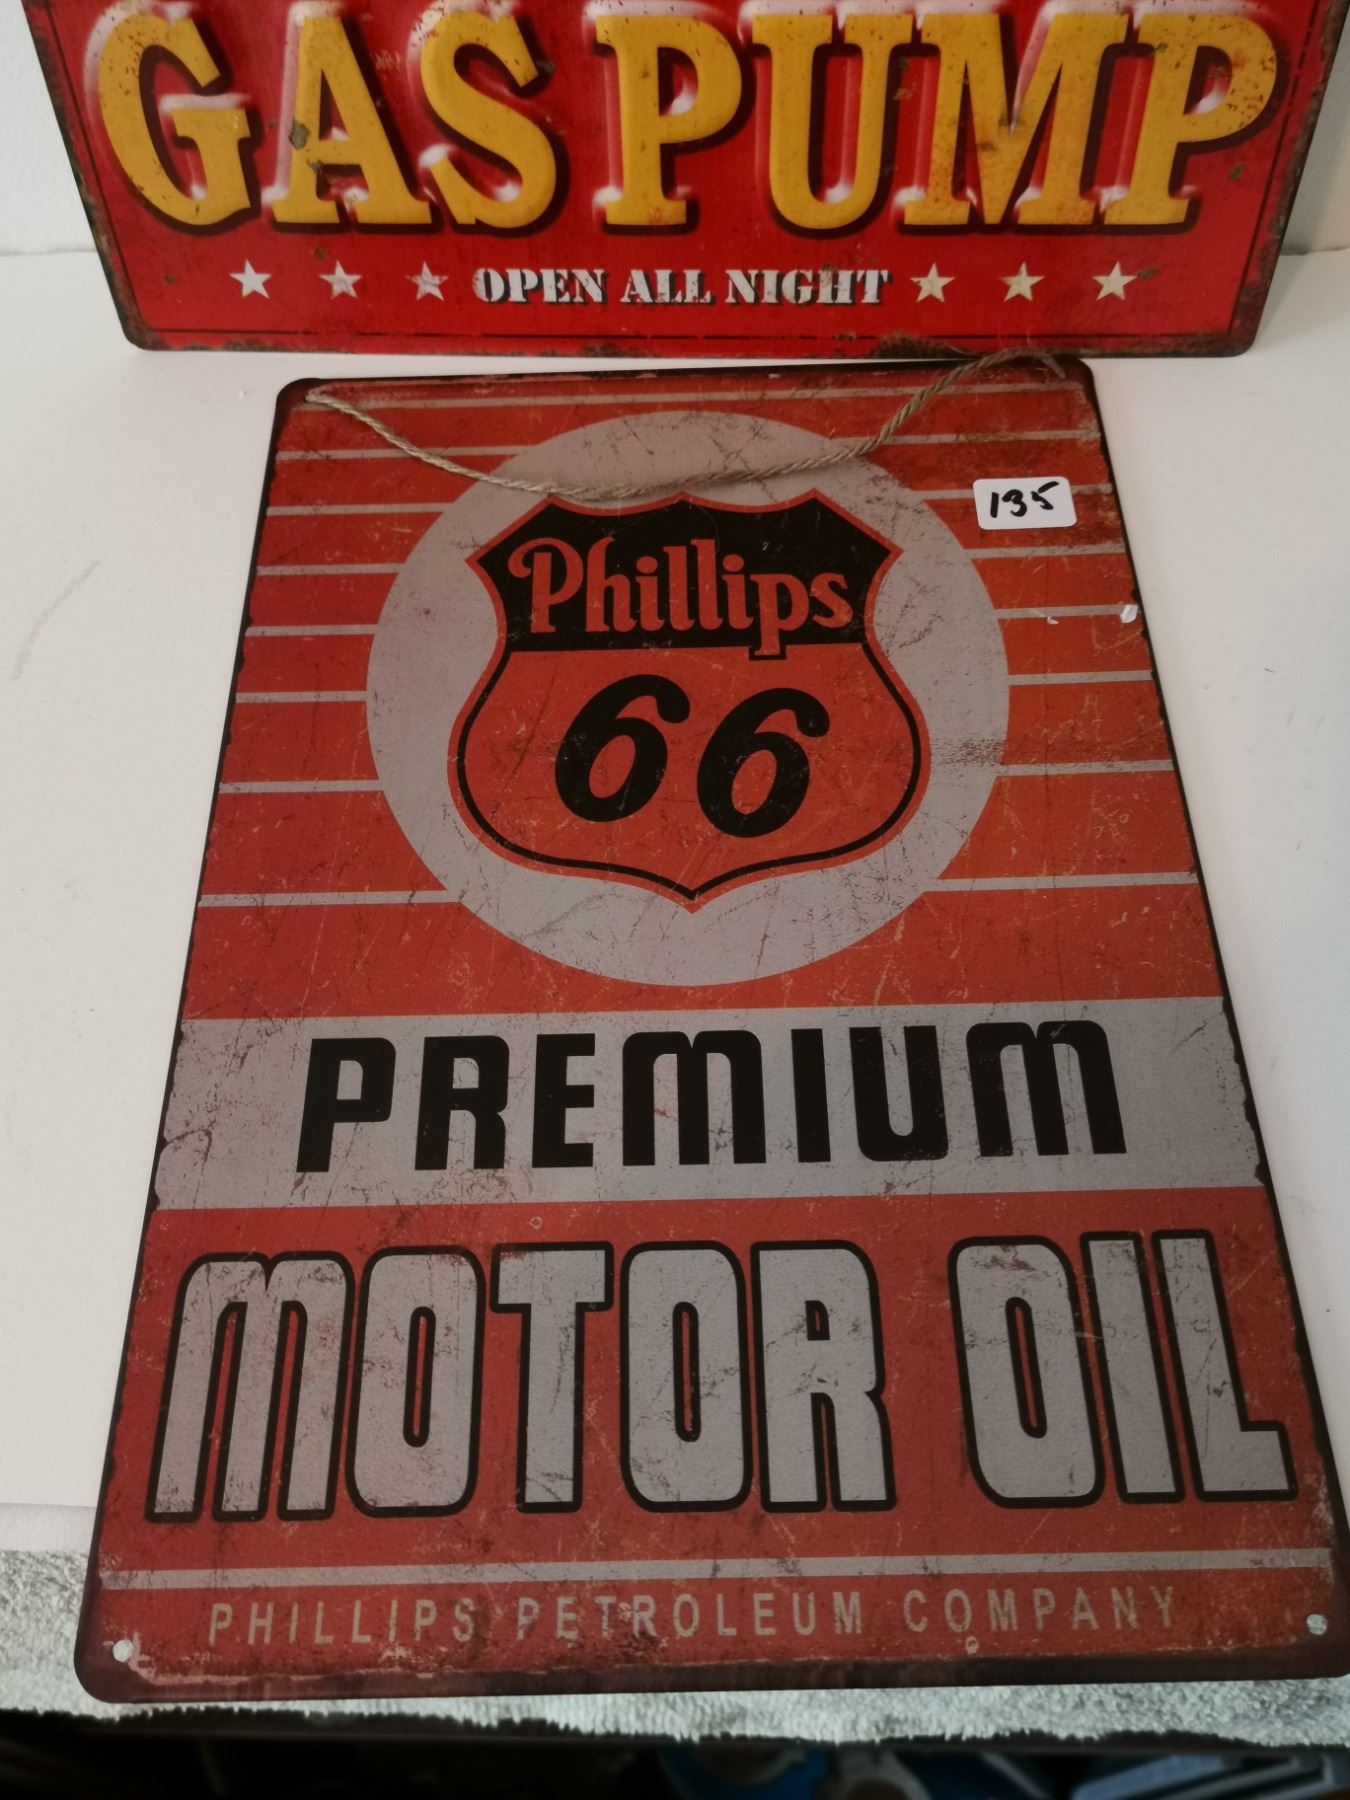 GAS PUMP
OPEN ALL NIGHT
135
Phillips
66
PREMIUM
MOTOR OIL
PHILLIPS PETROLEUM COMPANY